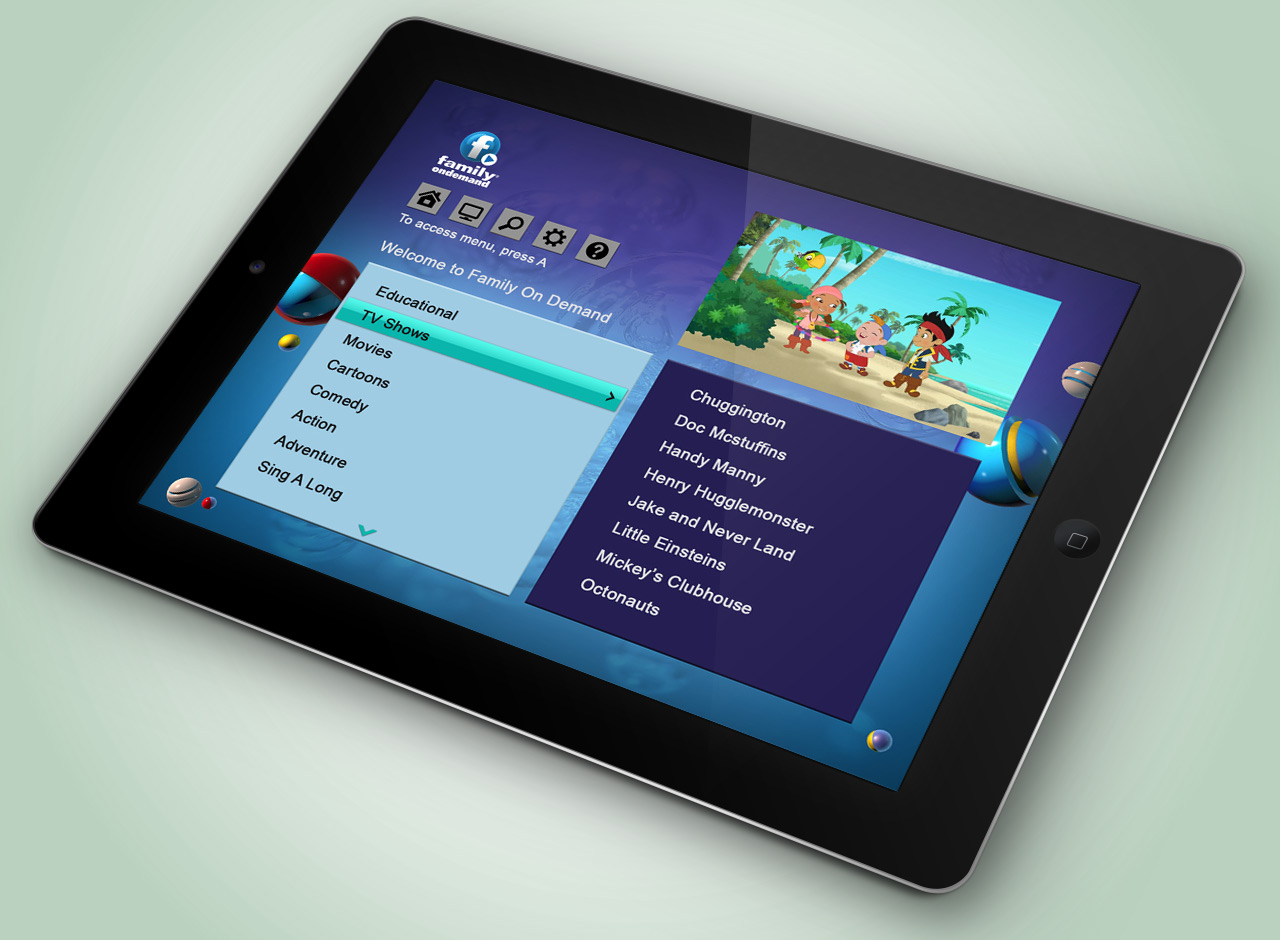 f
family
ondemand
To access menu, press A
Welcome to Family On Demand
Educational
TV Shows
Movies
Cartoons
Comedy
Action
Adventure
Sing A Long
Chuggington
Doc Mcstuffins
Handy Manny
Henry Hugglemonster
Jake and Never Land
Little Einsteins
Mickey's Clubhouse
Octonauts